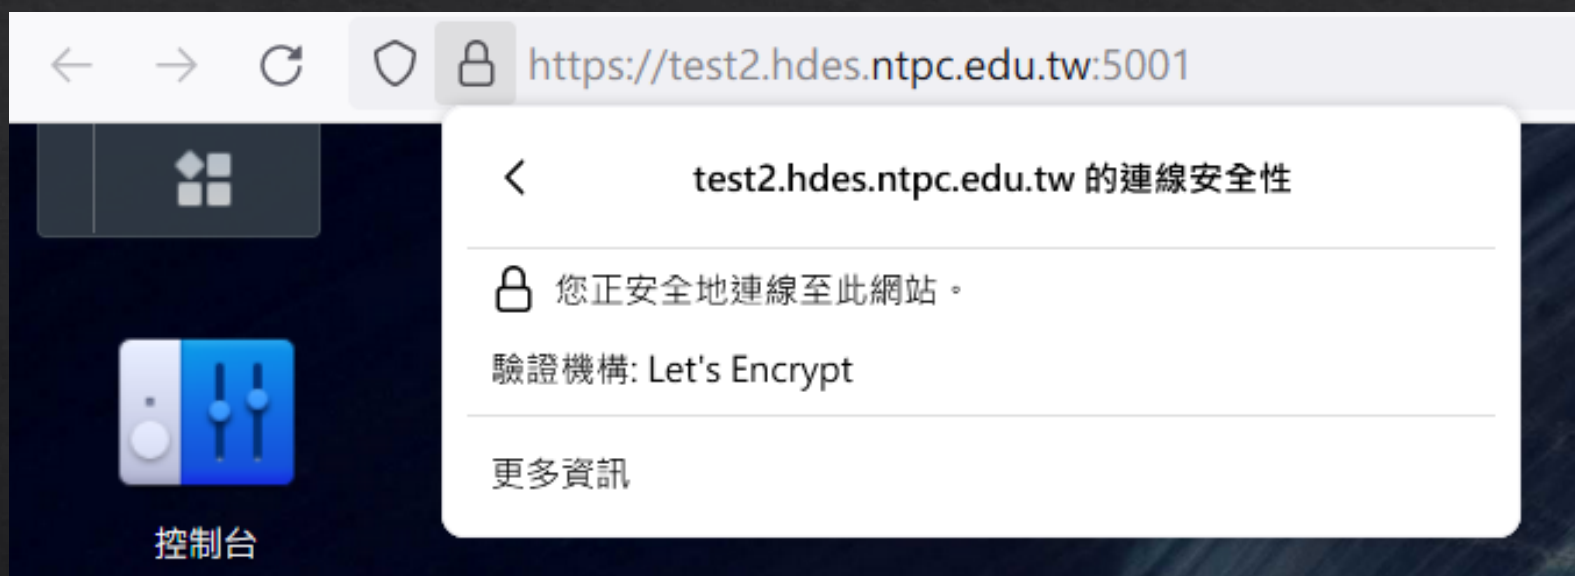 https://test2.hdes.ntpc.edu.tw:5001
test2.hdes.ntpc.edu.tw 的連線安全性
您正安全地連線至此網站。
驗證機構: Let's Encrypt
更多資訊
控制台